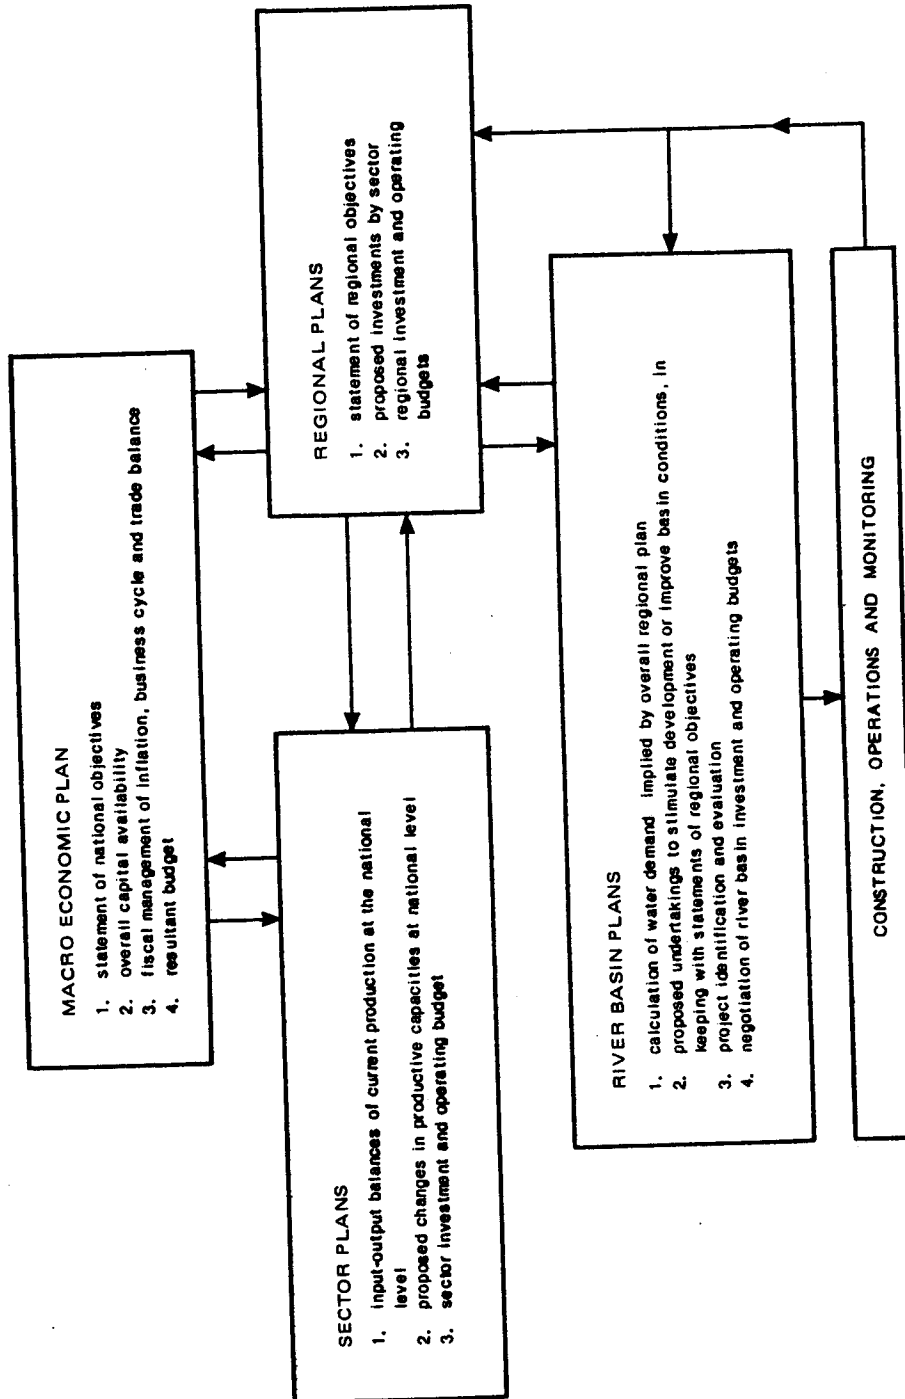 MACRO ECONOMIC PLAN
1. statement of national objectives
2. overall capital availability
3. fiscal management of inflation, business cycle and trade balance
4. resultant budget
SECTOR PLANS
1. input-output balances of current production at the national
level
2. proposed changes in productive capacities at national level
3. sector investment and operating budget
REGIONAL PLANS
1. statement of regional objectives
2. proposed investments by sector
3. regional investment and operating
budgets
RIVER BASIN PLANS
1. calculation of water demand implied by overall regional plan
2. proposed undertakings to stimulate development or improve basin conditions, in
keeping with statements of regional objectives
3. project identification and evaluation
4. negotiation of river basin investment and operating budgets
CONSTRUCTION, OPERATIONS AND MONITORING